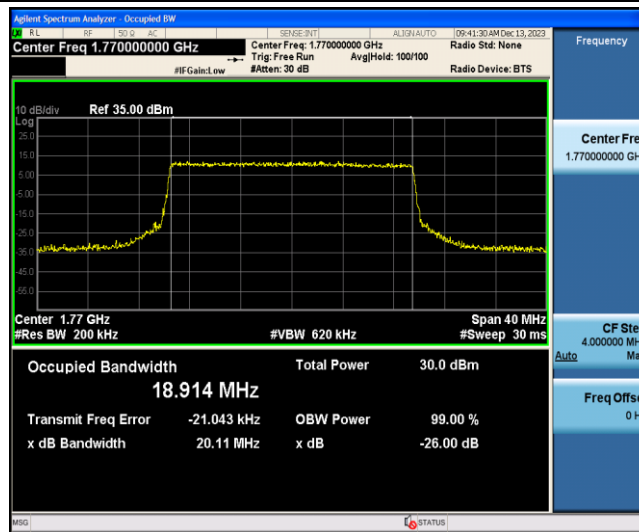 Agilent Spectrum Analyzer - Occupied BW
RL RF 50 Ω AC SENSE:INT ALIGN AUTO 09:41:30 AM Dec 13, 2023
Center Freq 1.770000000 GHz Center Freq: 1.770000000 GHz Radio Std: None
Trig: Free Run Avg|Hold: 100/100
#IFGain:Low #Atten: 30 dB Radio Device: BTS
10 dB/div Ref 35.00 dBm
Log
25.0
15.0
5.00
-5.00
-15.0
-25.0
-35.0
-45.0
-55.0
Center 1.77 GHz Span 40 MHz
#Res BW 200 kHz #VBW 620 kHz #Sweep 30 ms
Occupied Bandwidth Total Power 30.0 dBm
18.914 MHz
Transmit Freq Error -21.043 kHz OBW Power 99.00 %
x dB Bandwidth 20.11 MHz x dB -26.00 dB
MSG STATUS
Frequency
Center Fre
1.770000000 GH
CF Ste
4.000000 MH
Auto Ma
Freq Offse
0 H